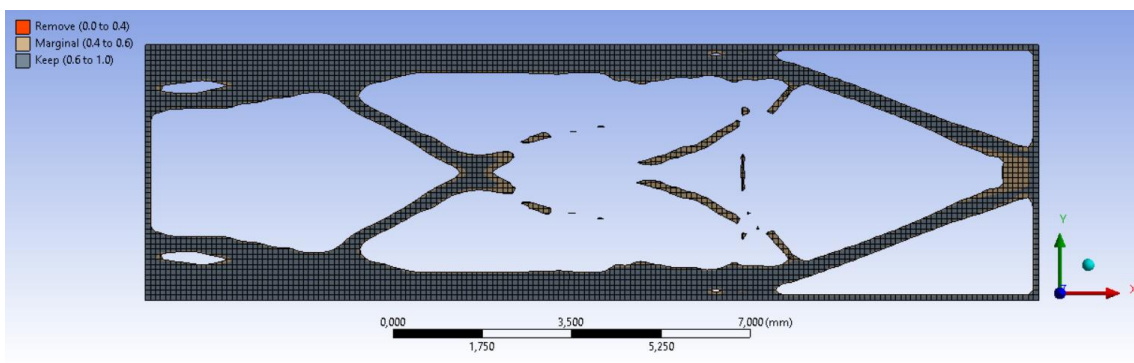 Remove (0.0 to 0.4)
Marginal (0.4 to 0.6)
Keep (0.6 to 1.0)
Y
X
0,000 3,500 7,000 (mm)
1,750 5,250